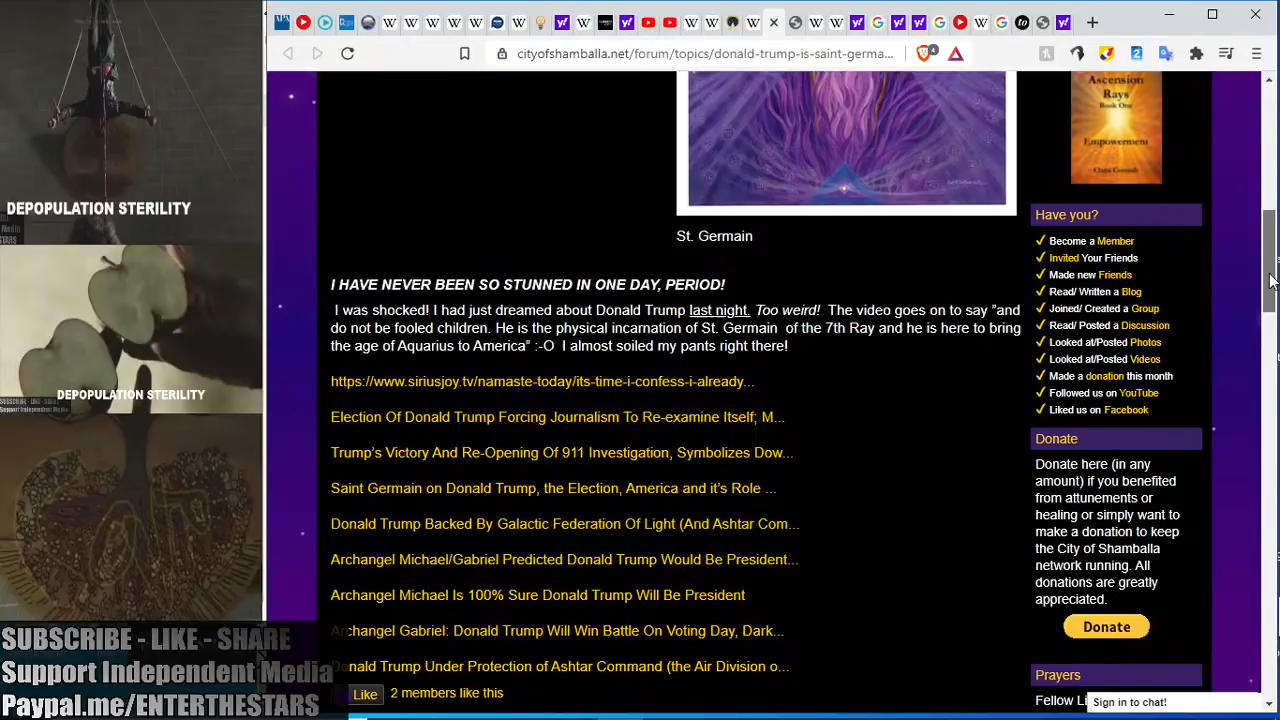 cityofshamballa.net/forum/topics/donald-trump-is-saint-germa...
4
2
DEPOPULATION STERILITY
Media
STARS
DEPOPULATION STERILITY
Support Independent Media
SUBSCRIBE - LIKE - SHARE
Support Independent Media
Paypal.me/ENTERTHESTARS
St. Germain
I HAVE NEVER BEEN SO STUNNED IN ONE DAY, PERIOD!
I was shocked! I had just dreamed about Donald Trump last night. Too weird! The video goes on to say "and
do not be fooled children. He is the physical incarnation of St. Germain of the 7th Ray and he is here to bring
the age of Aquarius to America" :-O I almost soiled my pants right there!
https://www.siriusjoy.tv/namaste-today/its-time-i-confess-i-already...
Election Of Donald Trump Forcing Journalism To Re-examine Itself; M...
Trump's Victory And Re-Opening Of 911 Investigation, Symbolizes Dow...
Saint Germain on Donald Trump, the Election, America and it's Role ...
Donald Trump Backed By Galactic Federation Of Light (And Ashtar Com...
Archangel Michael/Gabriel Predicted Donald Trump Would Be President...
Archangel Michael Is 100% Sure Donald Trump Will Be President
Archangel Gabriel: Donald Trump Will Win Battle On Voting Day, Dark...
Donald Trump Under Protection of Ashtar Command (the Air Division o...
Like
2 members like this
Ascension
Rays
Book One
Empowerment
Have you?
Become a Member
Invited Your Friends
Made new Friends
Read/ Written a Blog
Joined/ Created a Group
Read/ Posted a Discussion
Looked at/Posted Photos
Looked at/Posted Videos
Made a donation this month
Followed us on YouTube
Liked us on Facebook
Donate
Donate here (in any
amount) if you benefited
from attunements or
healing or simply want to
make a donation to keep
the City of Shamballa
network running. All
donations are greatly
appreciated.
Donate
Prayers
Fellow Li
Sign in to chat!